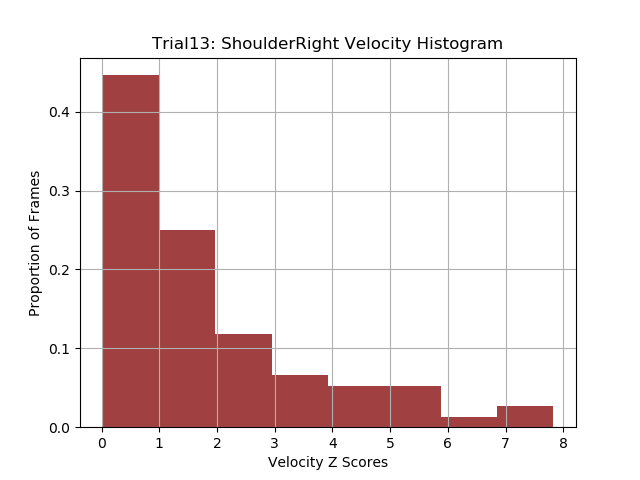 Trial13: ShoulderRight Velocity Histogram
Proportion of Frames
0.4
0.3
0.2
0.1
0.0
0 1 2 3 4 5 6 7 8
Velocity Z Scores